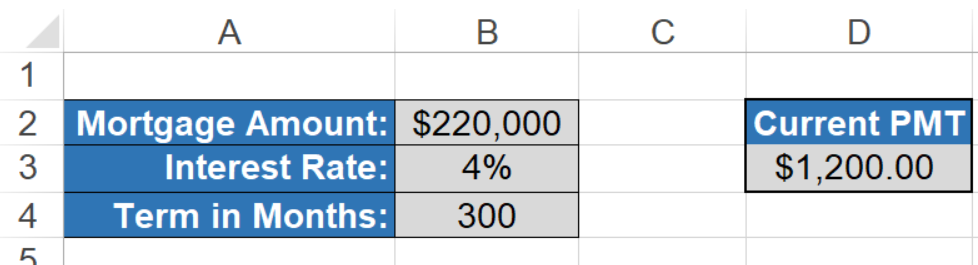 A B C D
1
2 Mortgage Amount: $220,000 Current PMT
3 Interest Rate: 4% $1,200.00
4 Term in Months: 300
5